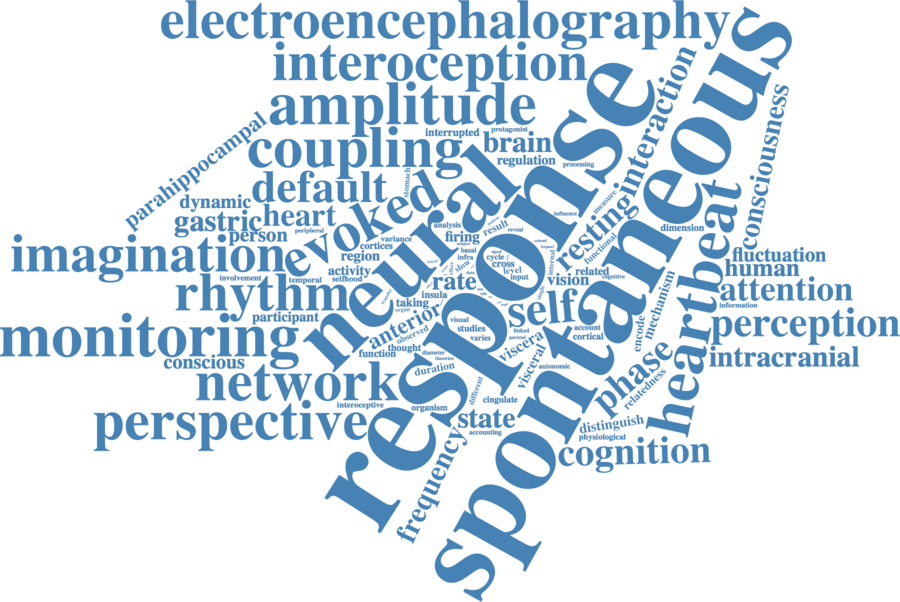 electroencephalography
interoception
spontaneous
response
amplitude
interaction
interrupted
protagonist
coupling
brain
regulation
processing
consciousness
parahippocampal
neural
stomach
default
evoked
dynamic
gastric
heart
person
peripheral
measure
resting
influence
heartbeat
analysis
result
reveal
firing
variance
cortices
region
functional
dimension
imagination
internal
subject
basal
infra
slow
cycle
cross
level
input
fluctuation
human
activity
selfhood
temporal
involvement
related
cognitive
vision
rate
attention
information
rhythm
insula
taking
organ
self
mechanism
encode
participant
anterior
visual
studies
varies
linked
parietal
account
cortical
perception
monitoring
observed
thought
function
diameter
theories
viscera
visceral
autonomic
intracranial
conscious
duration
phase
relatedness
network
different
cingulate
interoceptive
organism
perspective
state
accounting
distinguish
physiological
frequency
cognition